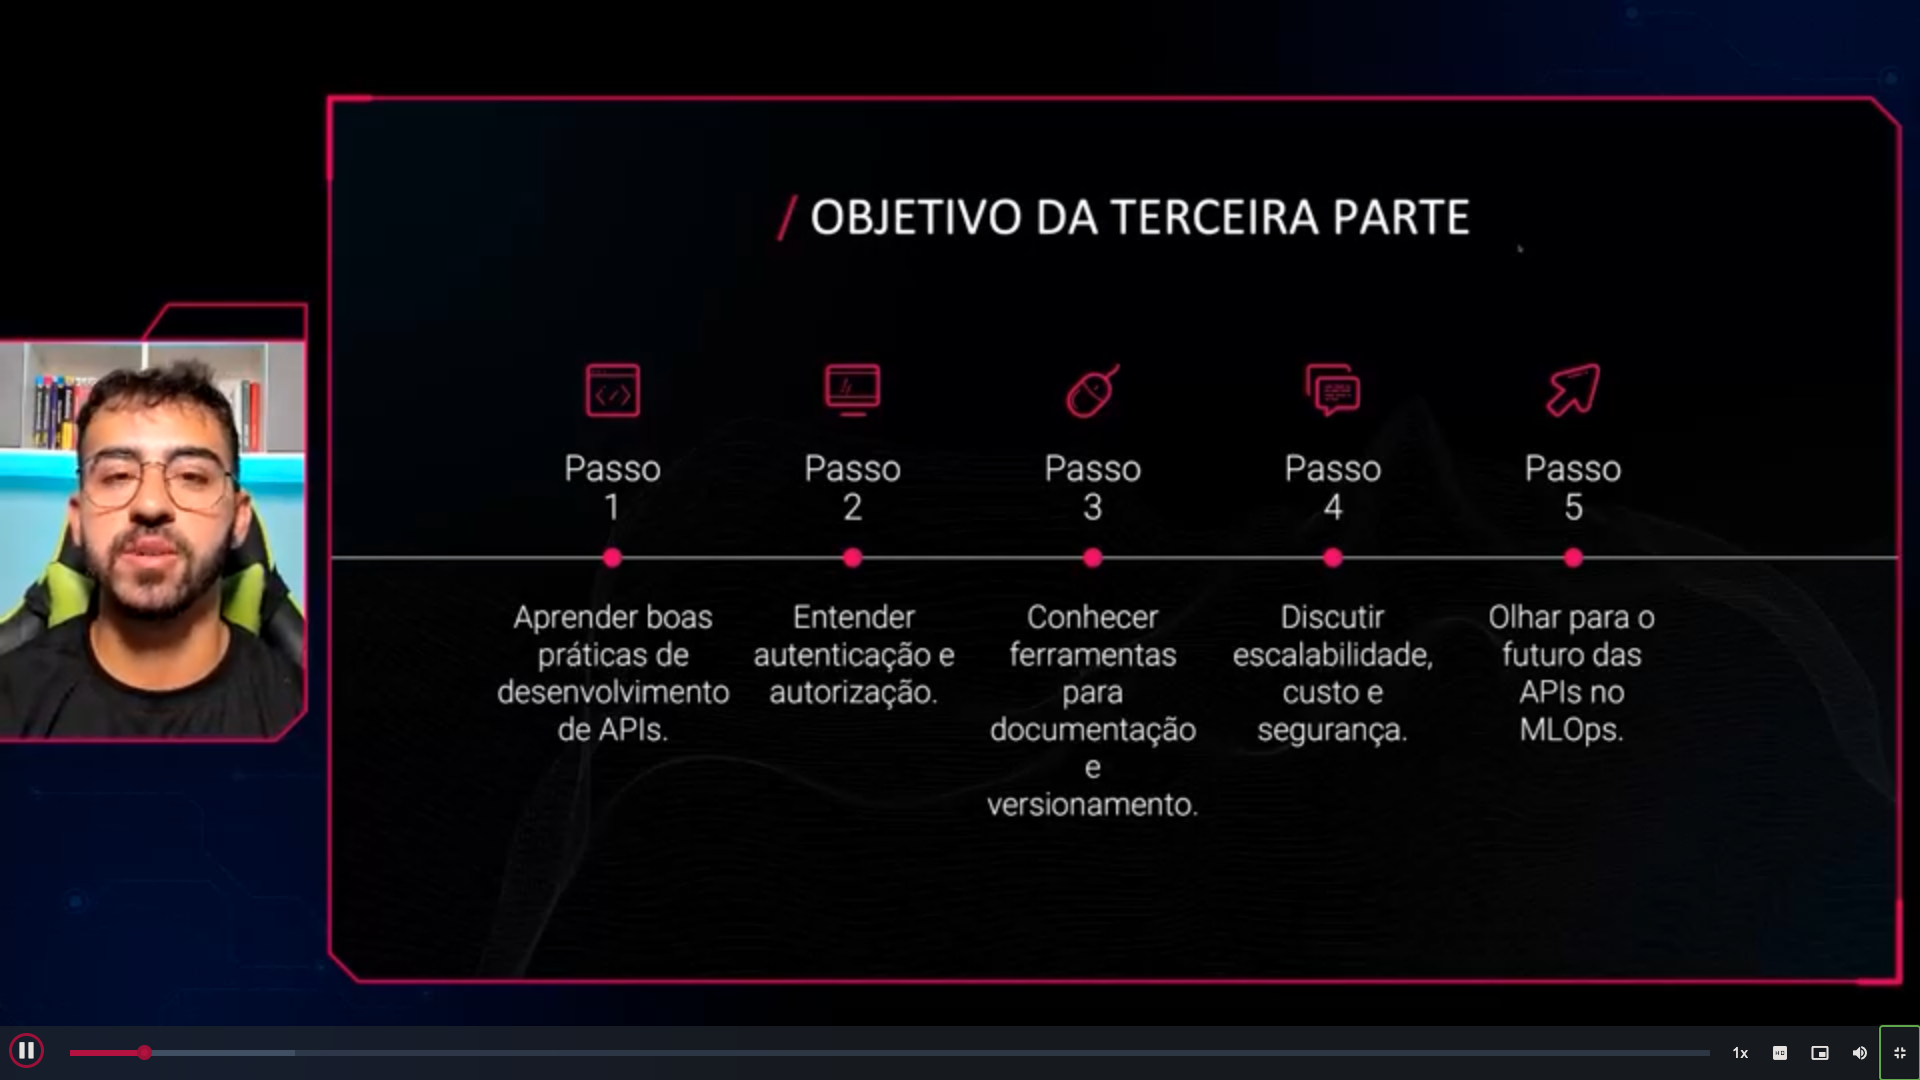 / OBJETIVO DA TERCEIRA PARTE
Passo
1
Aprender boas
práticas de
desenvolvimento
de APIs.
Passo
2
Entender
autenticação e
autorização.
Passo
3
Conhecer
ferramentas
para
documentação
e
versionamento.
Passo
4
Discutir
escalabilidade,
custo e
segurança.
Passo
5
Olhar para o
futuro das
APIs no
MLOps.
1x